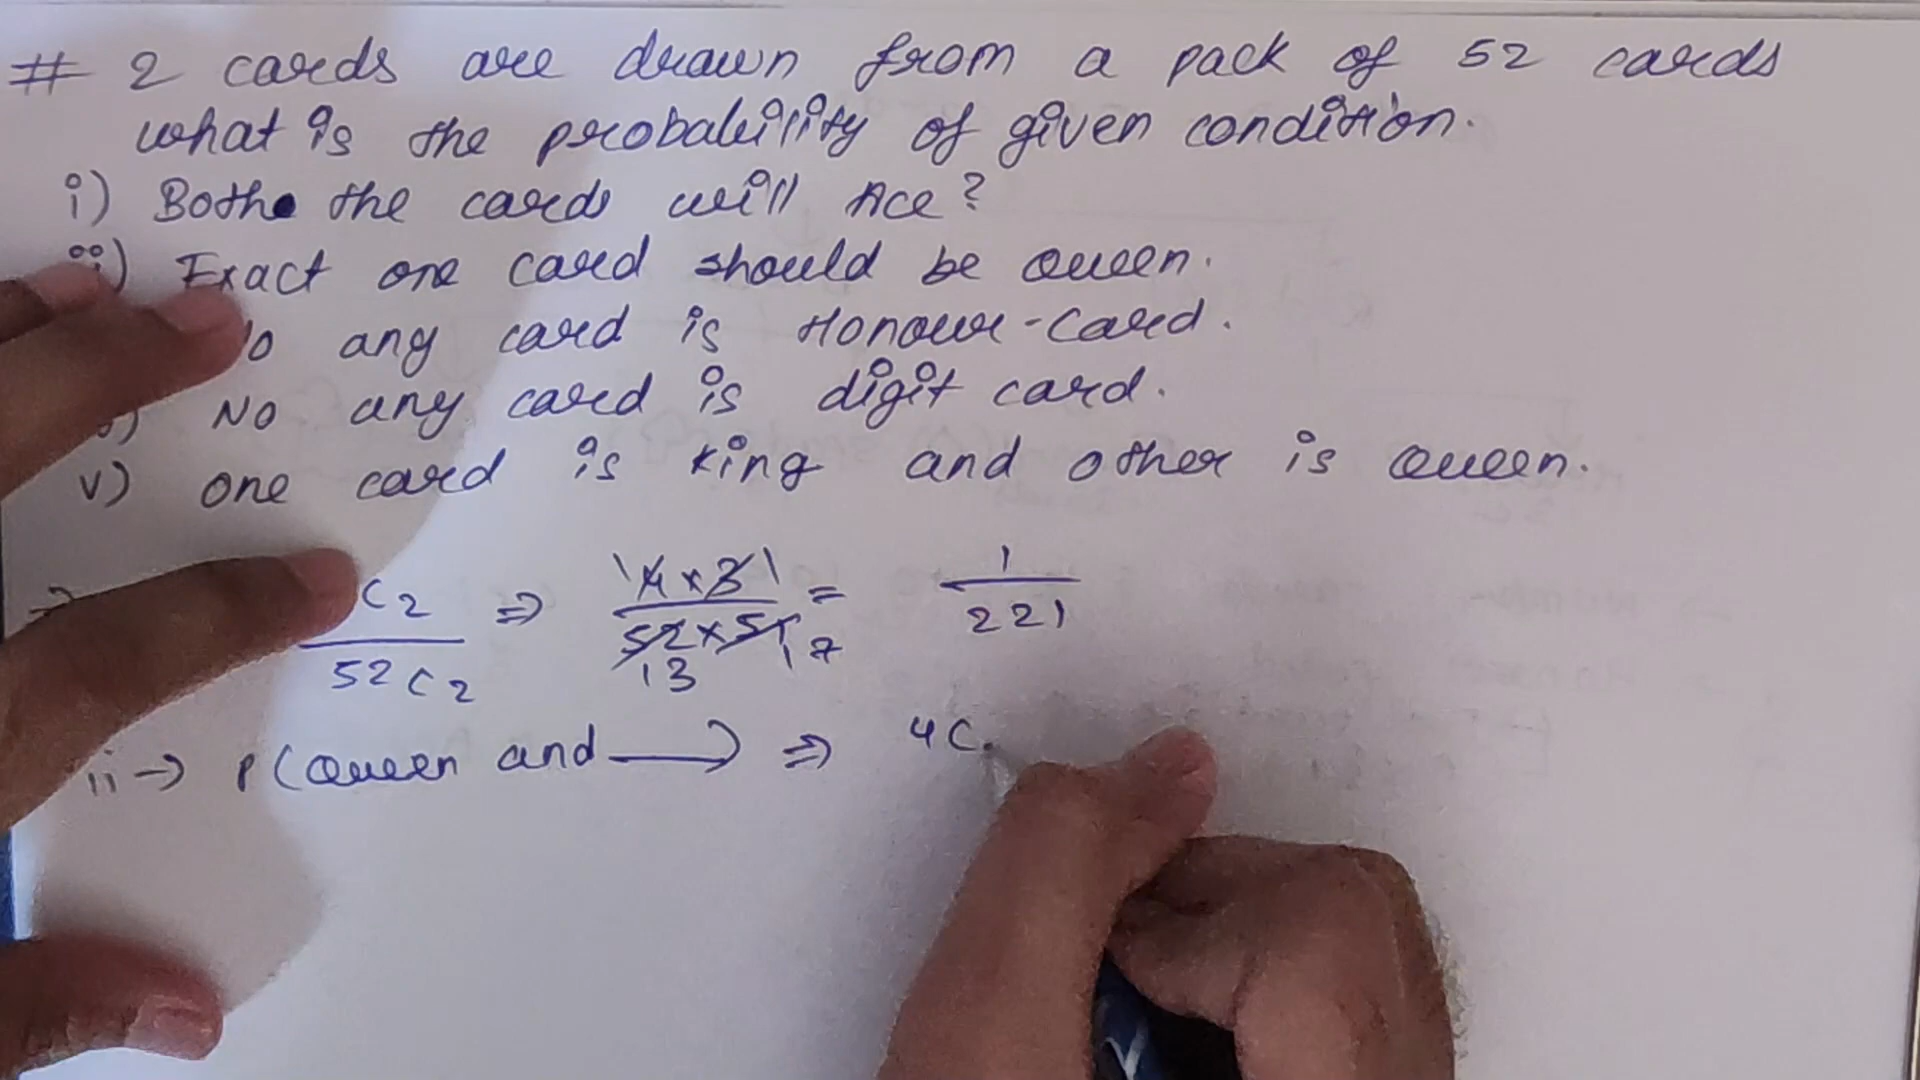 # 2 cards are drawn from a pack of 52 cards
what is the probability of given condition.
i) Both the cards will Ace?
ii) Exact one card should be Queen.
any card is Honour-Card.
No any card is digit card.
v) one card is king and other is Queen.
C2 ⇒ 4×3 = 1
52C2 52×51 221
1 1
13 17
ii → P(Queen and ) ⇒ 4C